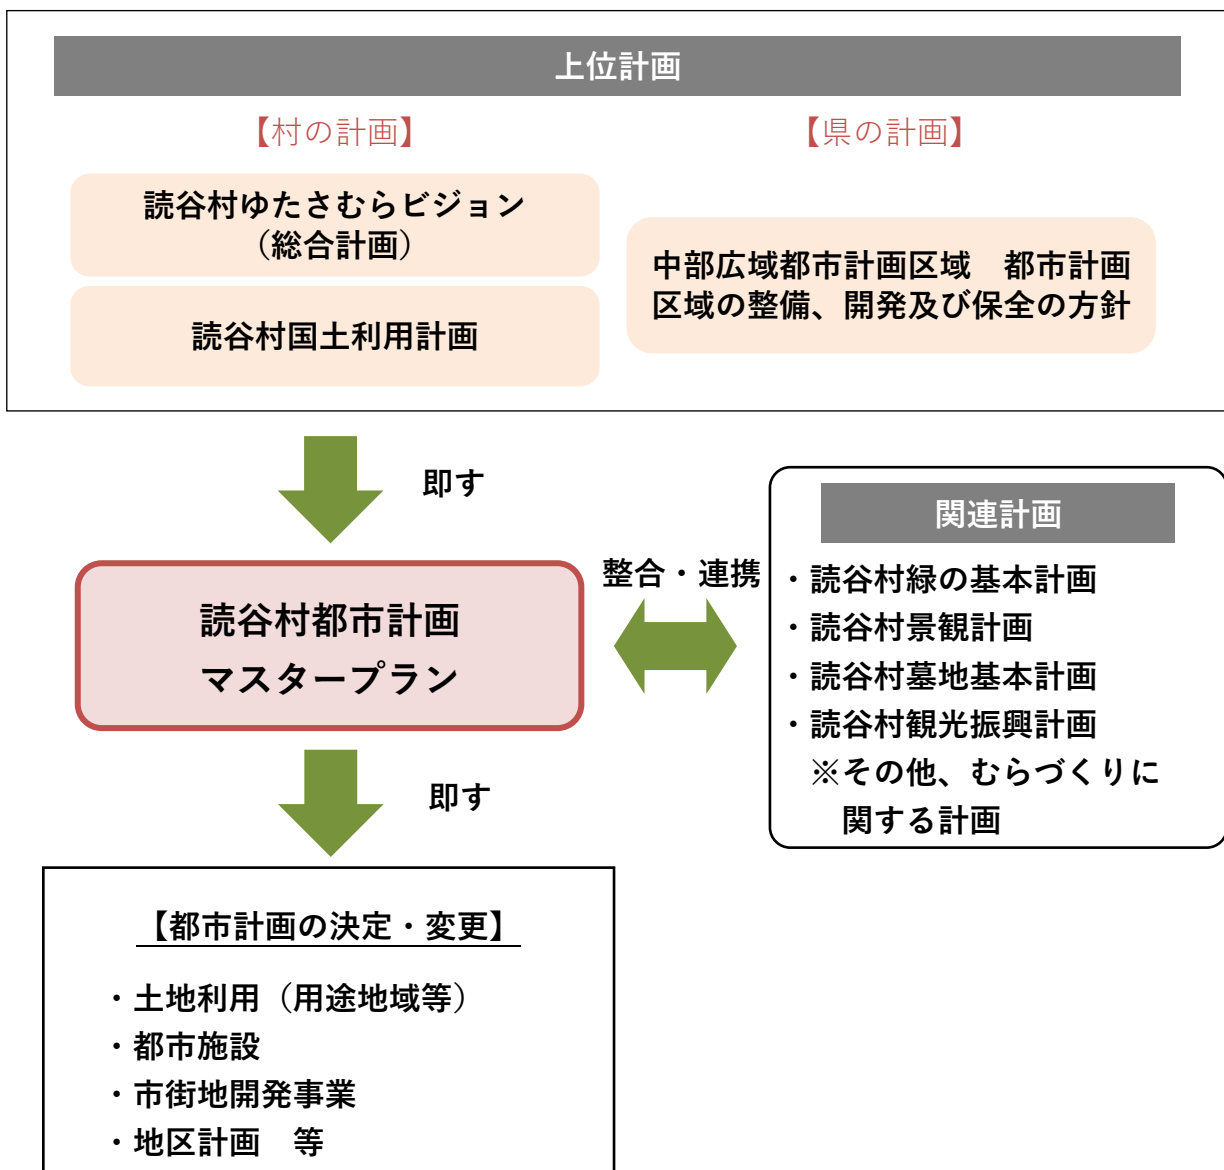 上位計画
【村の計画】
【県の計画】
読谷村ゆたさむらビジョン
（総合計画）
読谷村国土利用計画
中部広域都市計画区域　都市計画
区域の整備、開発及び保全の方針
即す
読谷村都市計画
マスタープラン
整合・連携
関連計画
・読谷村緑の基本計画
・読谷村景観計画
・読谷村墓地基本計画
・読谷村観光振興計画
※その他、むらづくりに
関する計画
即す
【都市計画の決定・変更】
・土地利用（用途地域等）
・都市施設
・市街地開発事業
・地区計画　等